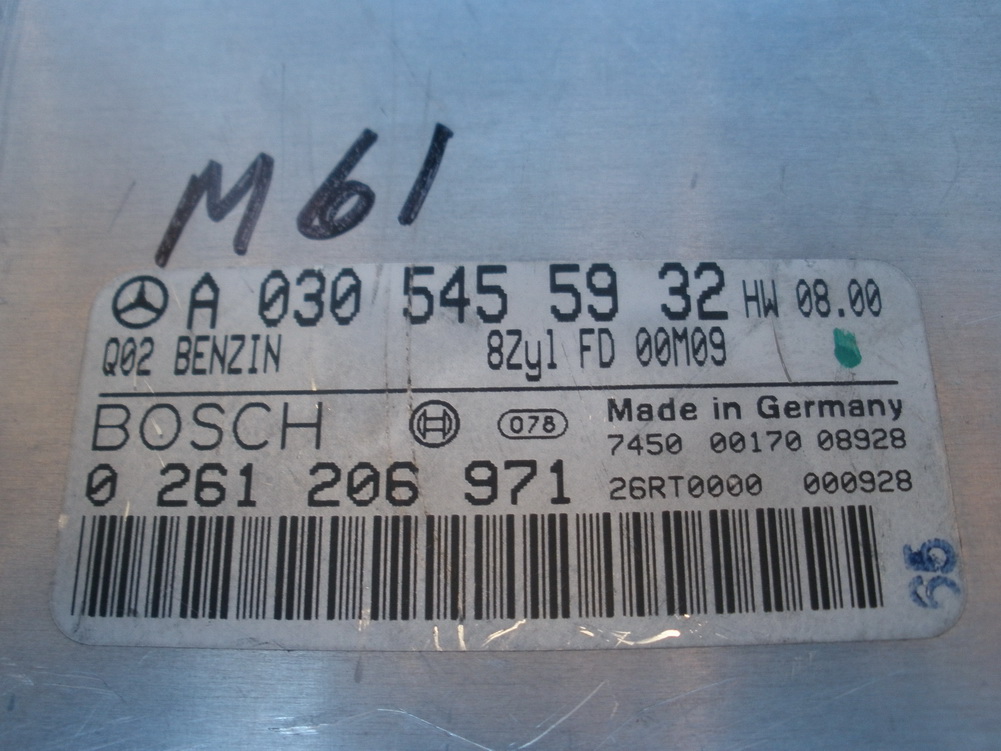 M61
A 030 545 59 32 HW 08.00
Q02 BENZIN 8Zyl FD 00M09
BOSCH 078 Made in Germany
7450 00170 08928
0 261 206 971 26RT0000 000928